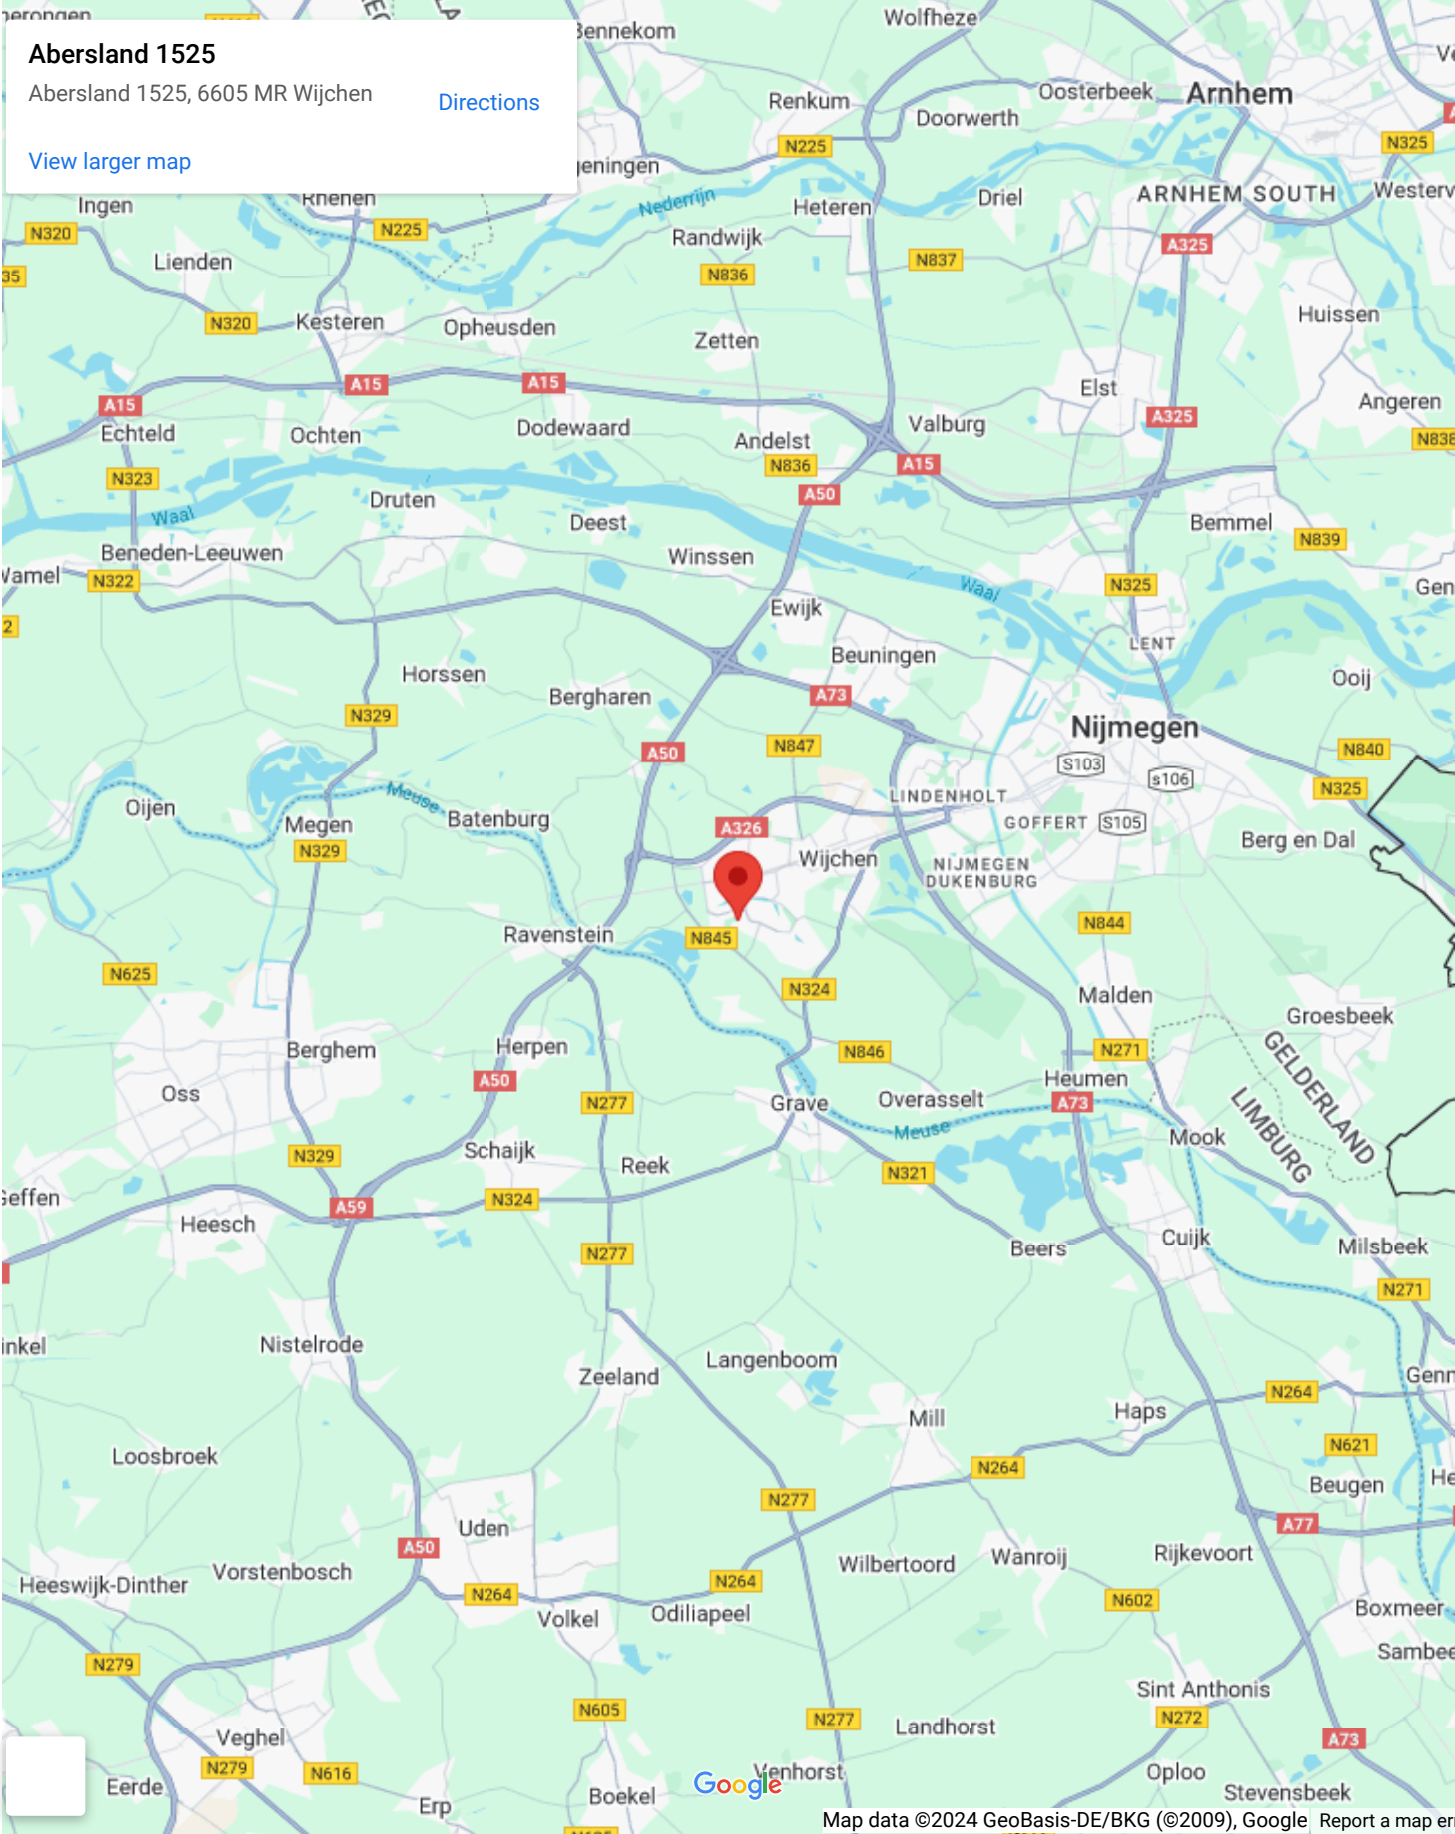 Abersland 1525
Abersland 1525, 6605 MR Wijchen
Directions
View larger map
Bennekom
Wolfheze
Renkum
Oosterbeek
Arnhem
Doorwerth
N225
N325
Rhenen
Nederrijn
Heteren
Driel
ARNHEM SOUTH
Ingen
N320
N225
Randwijk
A325
Lienden
N836
N837
N320
Kesteren
Opheusden
Zetten
Huissen
A15
A15
A15
Elst
Angeren
Echteld
Ochten
Dodewaard
Andelst
Valburg
A325
N836
A15
N323
A50
Waal
Druten
Deest
Bemmel
Beneden-Leeuwen
Winssen
N839
N322
Waal
N325
Ewijk
LENT
Horssen
Bergharen
Beuningen
Ooij
N329
A73
Nijmegen
A50
N847
S103
s106
N840
N325
Oijen
Meuse
Batenburg
LINDENHOLT
Megen
A326
GOFFERT
S105
Berg en Dal
N329
Wijchen
NIJMEGEN
DUKENBURG
Ravenstein
N845
N844
N625
N324
Malden
Groesbeek
Berghem
Herpen
N846
N271
GELDERLAND
Oss
A50
N277
Grave
Overasselt
Heumen
A73
LIMBURG
Meuse
Mook
N329
Schaijk
Reek
N321
A59
N324
Heesch
N277
Beers
Cuijk
Milsbeek
N271
Nistelrode
Zeeland
Langenboom
N264
Mill
Haps
Loosbroek
N264
N621
Beugen
N277
Uden
A77
A50
Vorstenbosch
Wilbertoord
Wanroij
Rijkevoort
Heeswijk-Dinther
N264
N264
N602
Volkel
Odiliapeel
Boxmeer
N279
Sint Anthonis
N605
N277
Landhorst
N272
Veghel
A73
N279
N616
Venhorst
Google
Oploo
Eerde
Boekel
Stevensbeek
Erp
Map data ©2024 GeoBasis-DE/BKG (©2009), Google
Report a map